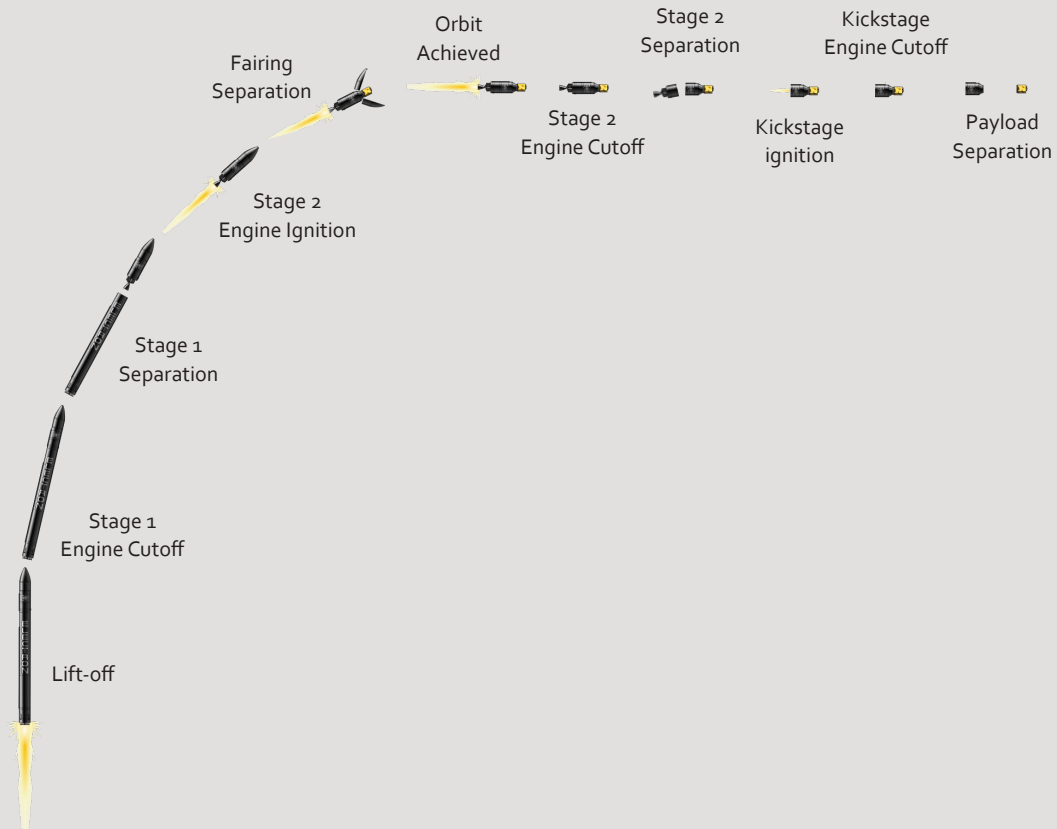 Lift-off
Stage 1
Engine Cutoff
Stage 1
Separation
Stage 2
Engine Ignition
Fairing
Separation
Orbit
Achieved
Stage 2
Engine Cutoff
Stage 2
Separation
Kickstage
ignition
Kickstage
Engine Cutoff
Payload
Separation